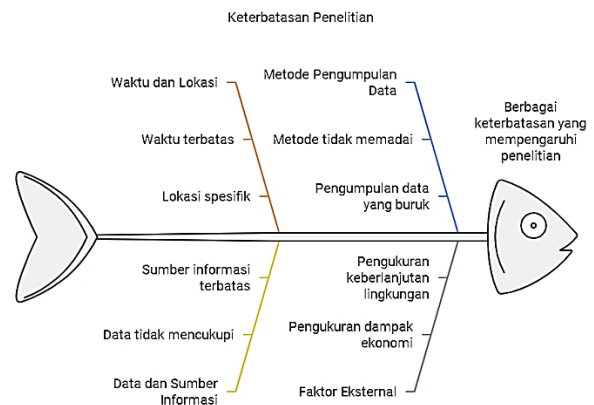 Keterbatasan Penelitian
Waktu dan Lokasi
Waktu terbatas
Lokasi spesifik
Metode Pengumpulan
Data
Metode tidak memadai
Pengumpulan data
yang buruk
Berbagai
keterbatasan yang
mempengaruhi
penelitian
Sumber informasi
terbatas
Data tidak mencukupi
Data dan Sumber
Informasi
Pengukuran
keberlanjutan
lingkungan
Pengukuran dampak
ekonomi
Faktor Eksternal